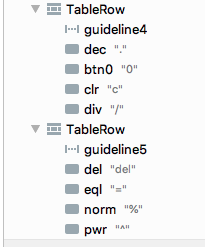 TableRow
guideline4
dec "."
btn0 "0"
clr "c"
div "/"
TableRow
guideline5
del "del"
eql "="
norm "%"
pwr "^"